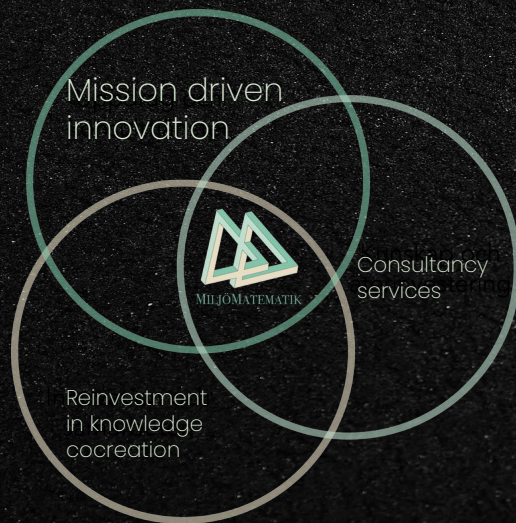 Mission driven
innovation
MILJÖMATEMATIK
Consultancy
services
Reinvestment
in knowledge
cocreation